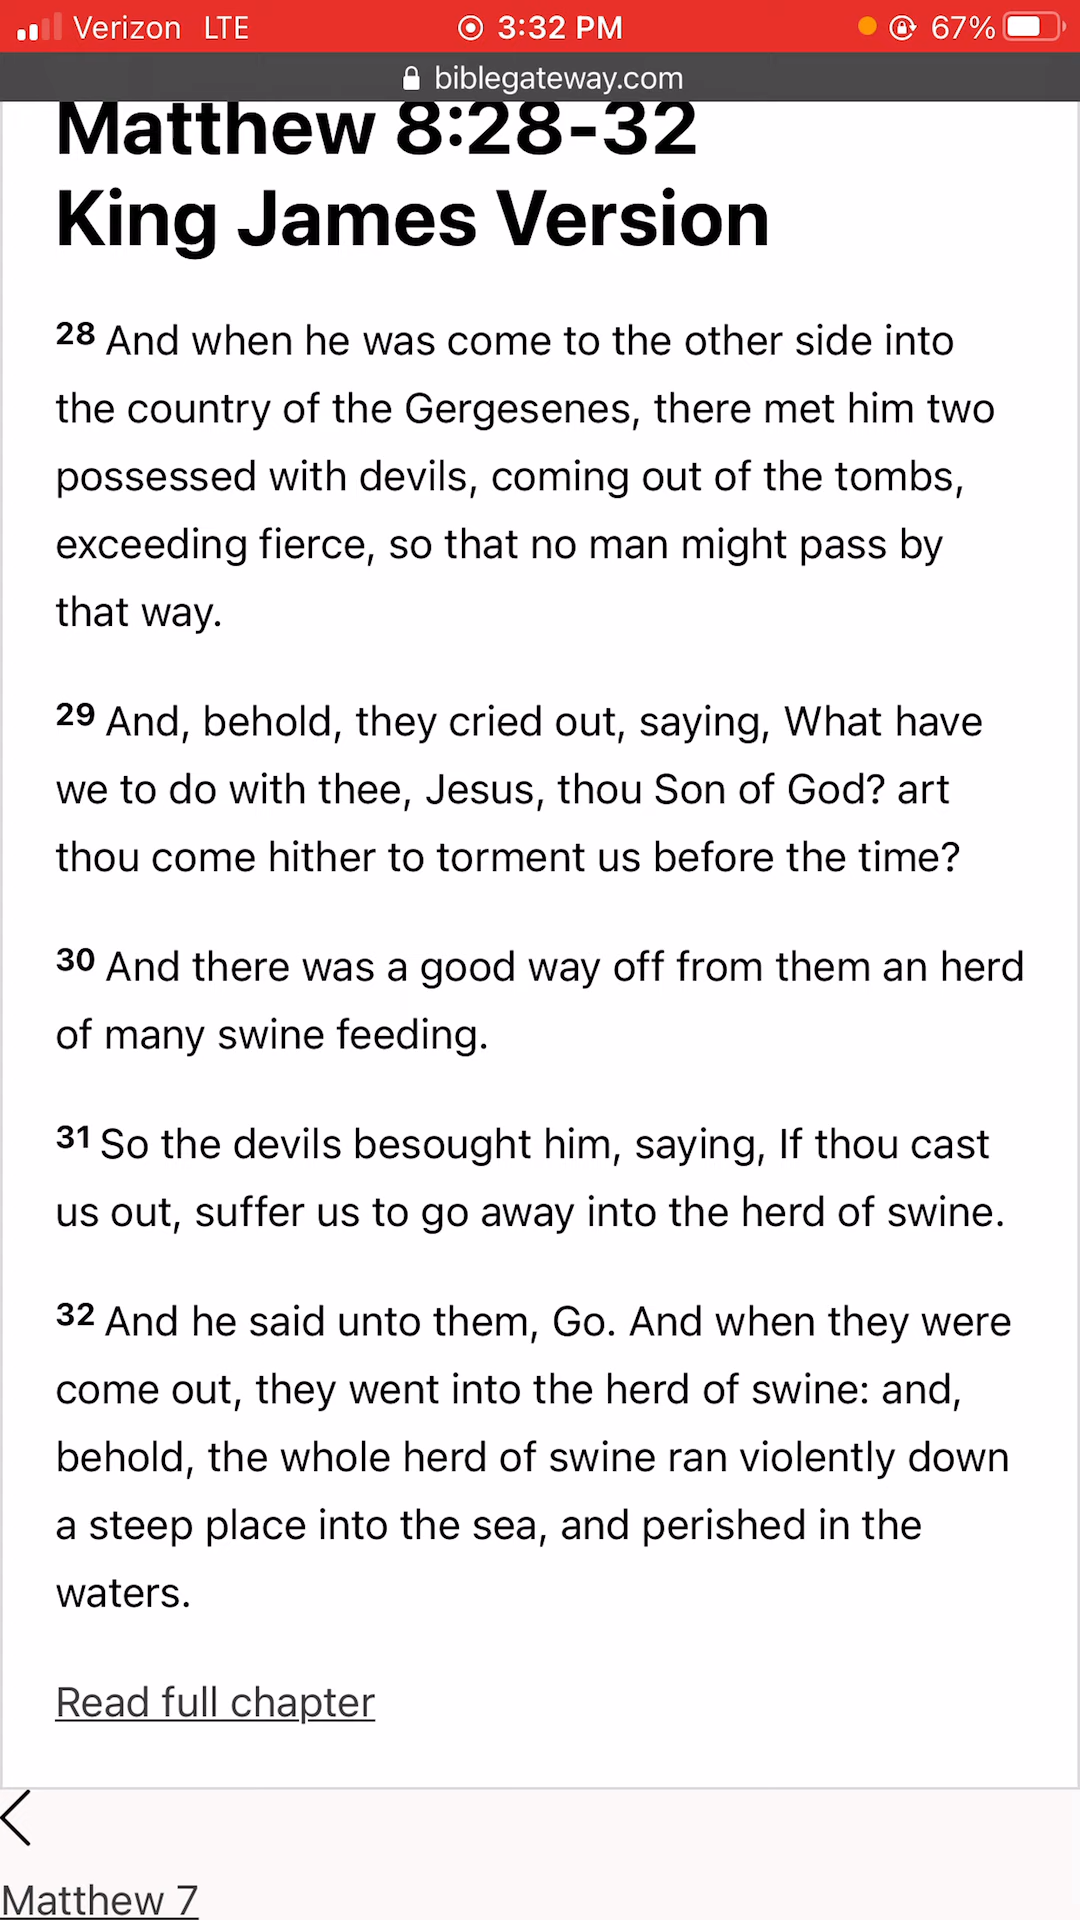 Verizon LTE 3:32 PM 67%
biblegateway.com
Matthew 8:28-32
King James Version
28 And when he was come to the other side into
the country of the Gergesenes, there met him two
possessed with devils, coming out of the tombs,
exceeding fierce, so that no man might pass by
that way.
29 And, behold, they cried out, saying, What have
we to do with thee, Jesus, thou Son of God? art
thou come hither to torment us before the time?
30 And there was a good way off from them an herd
of many swine feeding.
31 So the devils besought him, saying, If thou cast
us out, suffer us to go away into the herd of swine.
32 And he said unto them, Go. And when they were
come out, they went into the herd of swine: and,
behold, the whole herd of swine ran violently down
a steep place into the sea, and perished in the
waters.
Read full chapter
Matthew 7